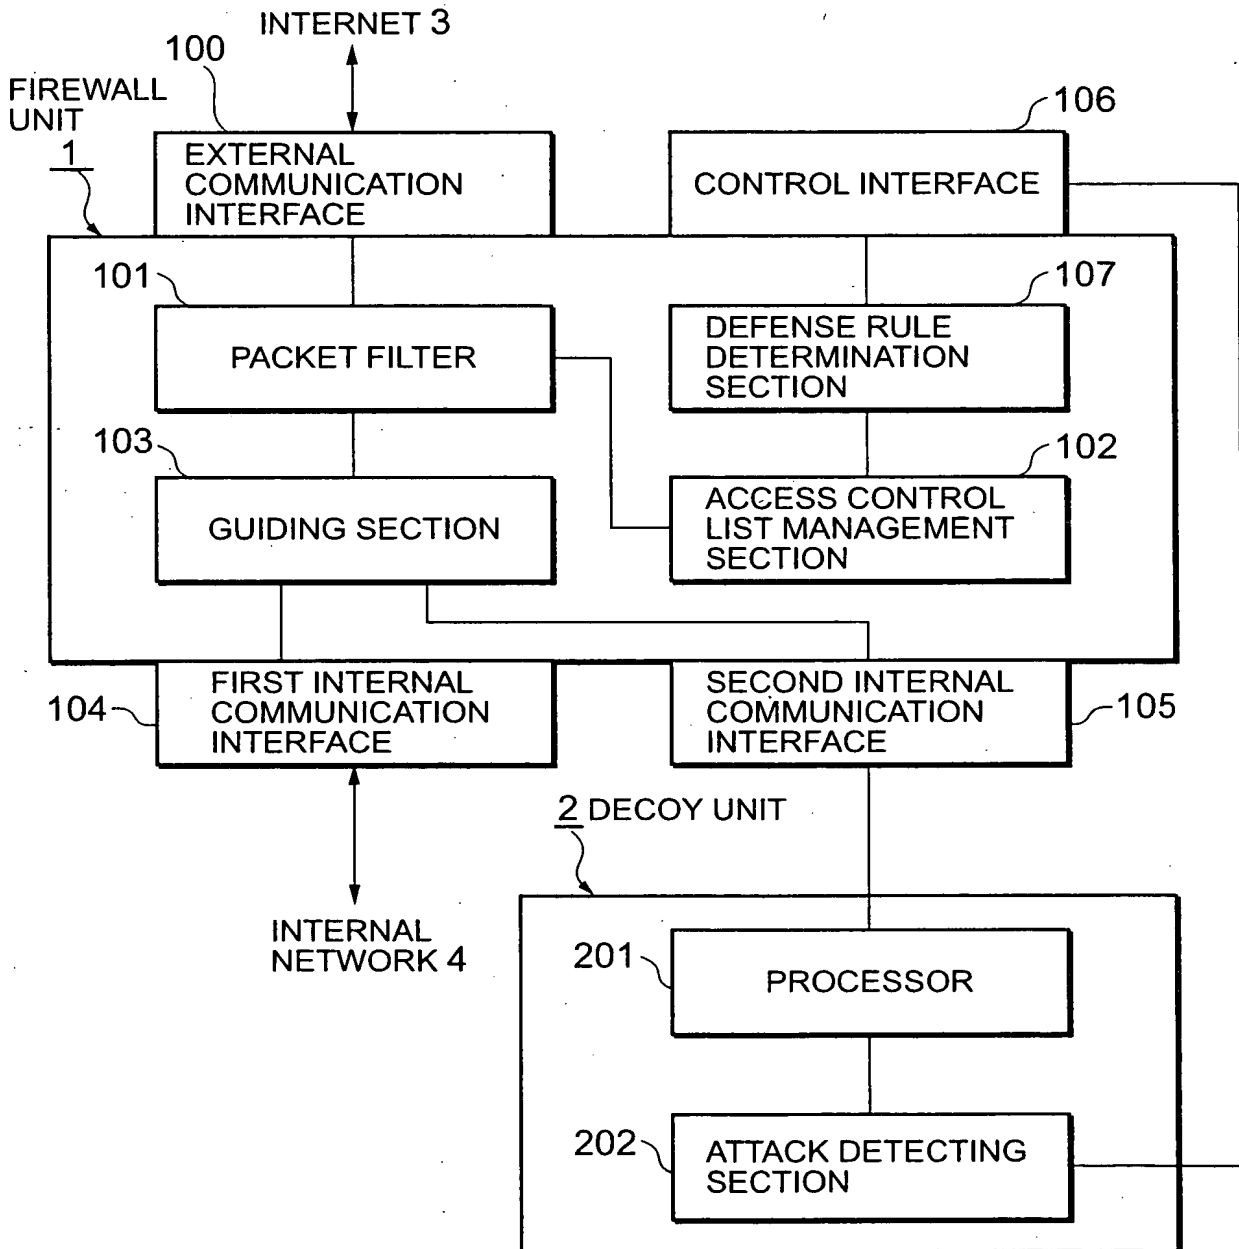 INTERNET 3
100
FIREWALL
UNIT
1
106
EXTERNAL
COMMUNICATION
INTERFACE
CONTROL INTERFACE
101
107
PACKET FILTER
DEFENSE RULE
DETERMINATION
SECTION
103
102
GUIDING SECTION
ACCESS CONTROL
LIST MANAGEMENT
SECTION
104
FIRST INTERNAL
COMMUNICATION
INTERFACE
SECOND INTERNAL
COMMUNICATION
INTERFACE
105
2 DECOY UNIT
INTERNAL
NETWORK 4
201
PROCESSOR
202
ATTACK DETECTING
SECTION